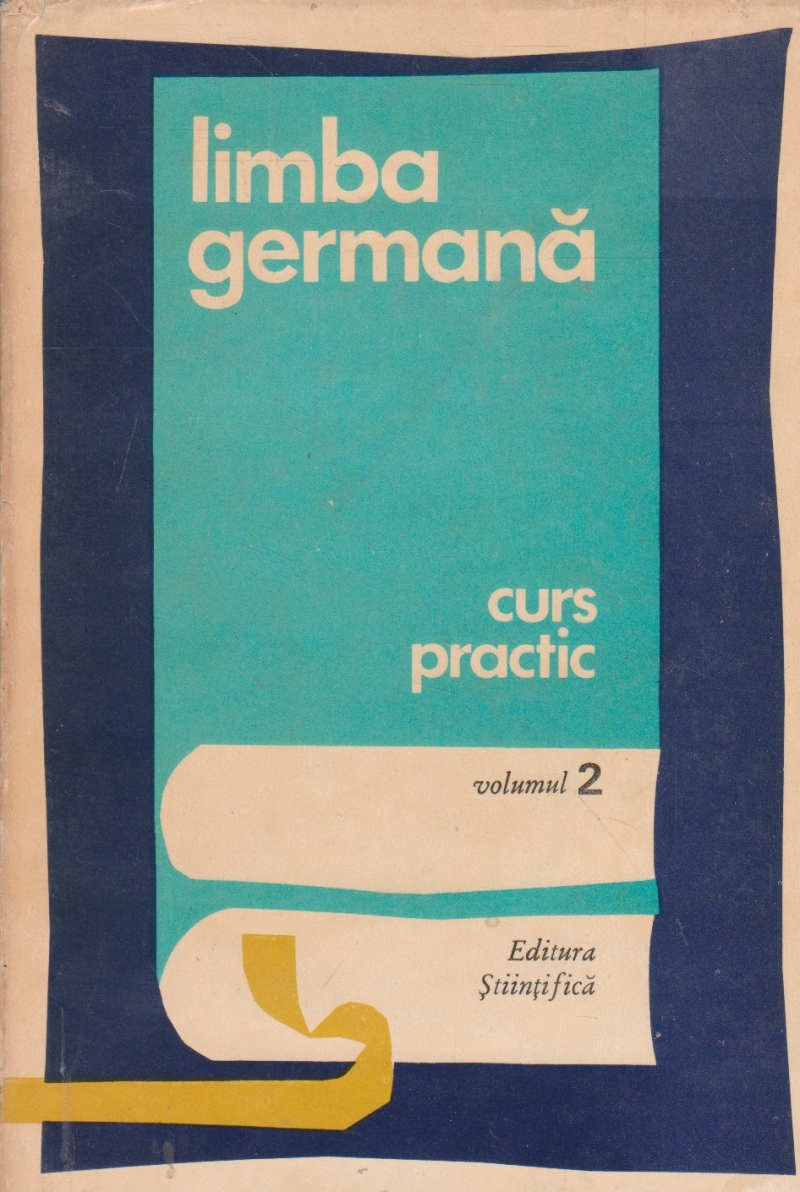 limba
germană
curs
practic
volumul 2
Editura
Ştiinţifică